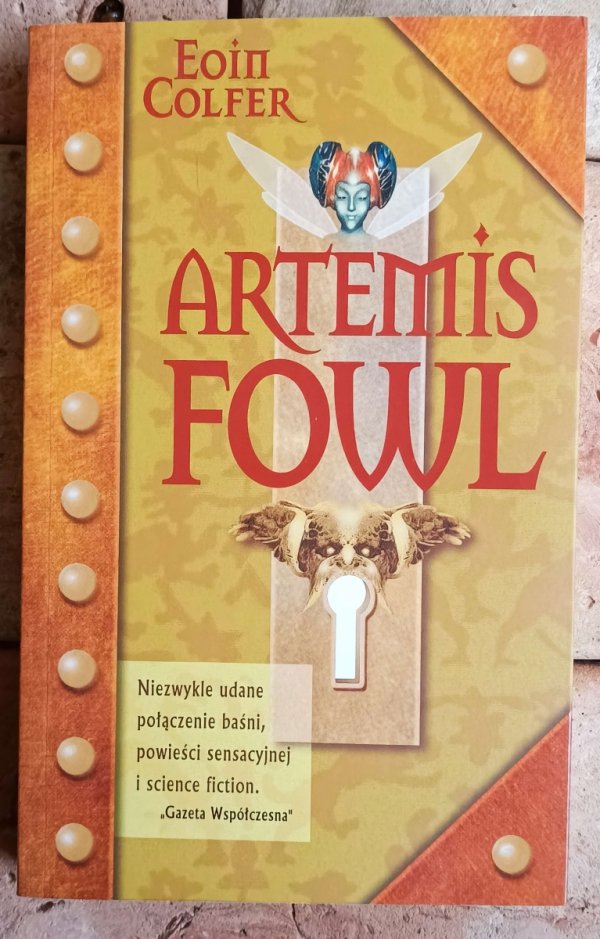 Eoin
Colfer
Artemis
Fowl
Niezwykle udane
połączenie baśni,
powieści sensacyjnej
i science fiction.
„Gazeta Współczesna"